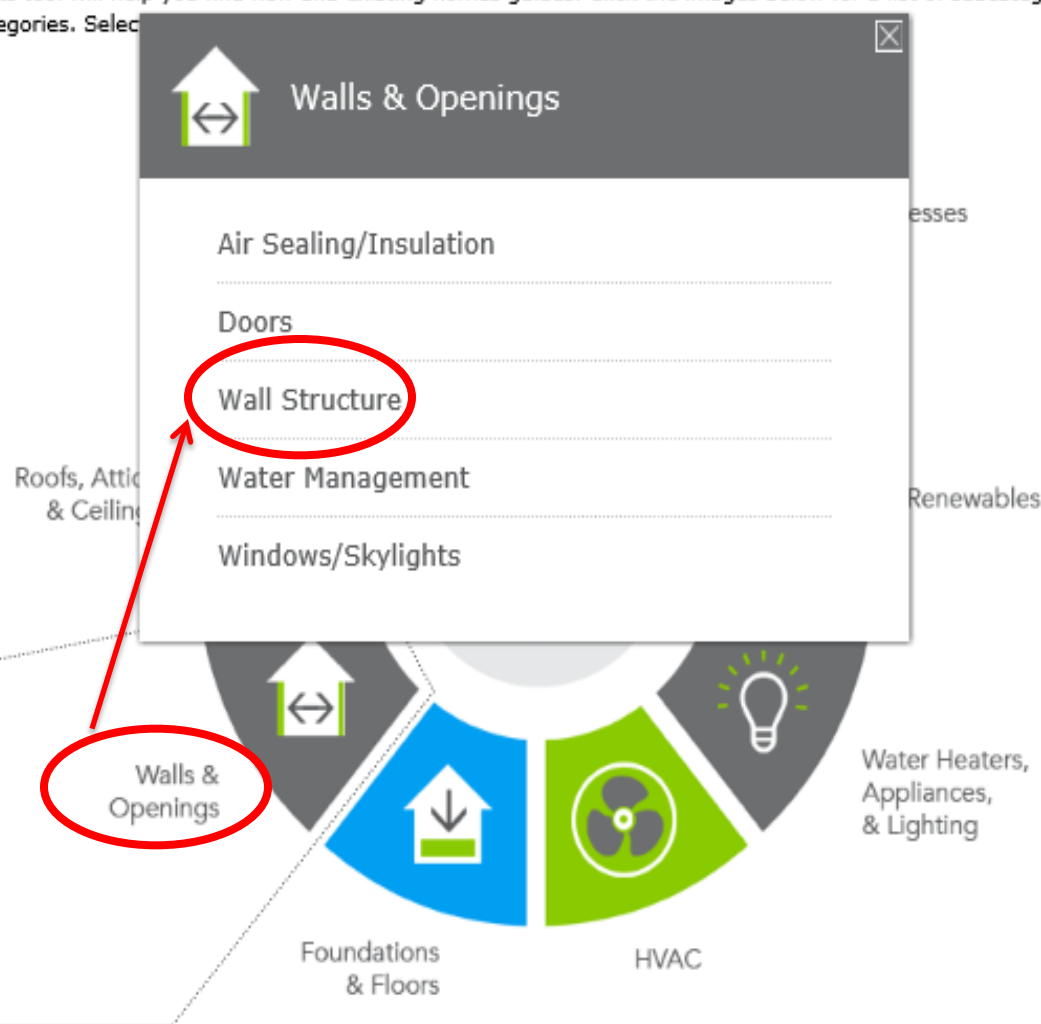 egories. Selec
Walls & Openings
esses
Air Sealing/Insulation
Doors
Wall Structure
Roofs, Attic
& Ceiling
Water Management
Renewables
Windows/Skylights
Walls &
Openings
Water Heaters,
Appliances,
& Lighting
Foundations
& Floors
HVAC